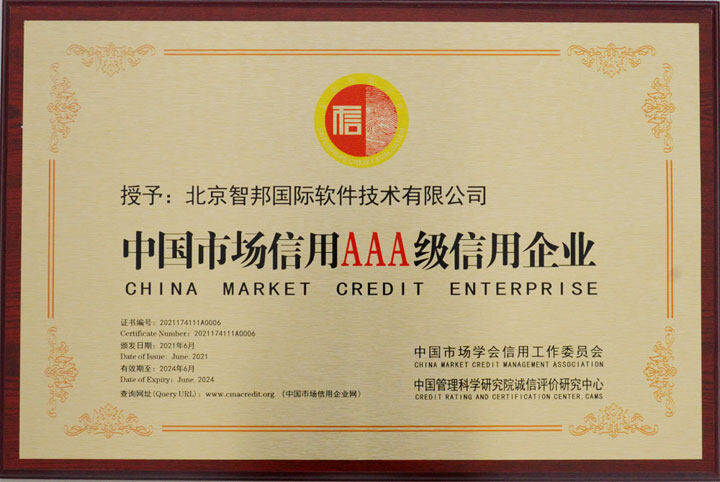 信
授予：北京智邦国际软件技术有限公司
中国市场信用AAA级信用企业
CHINA MARKET CREDIT ENTERPRISE
证书编号：2021174111A0006
Certificate Number：2021174111A0006
颁发日期：2021年6月
Date of Issue：June. 2021
有效期至：2024年6月
Date of Expiry：June. 2024
查询网址(Query URL)：www.cmacredit.org （中国市场信用企业网）
中国市场学会信用工作委员会
CHINA MARKET CREDIT MANAGEMENT ASSOCIATION
中国管理科学研究院诚信评价研究中心
CREDIT RATING AND CERTIFICATION CENTER, CAMS